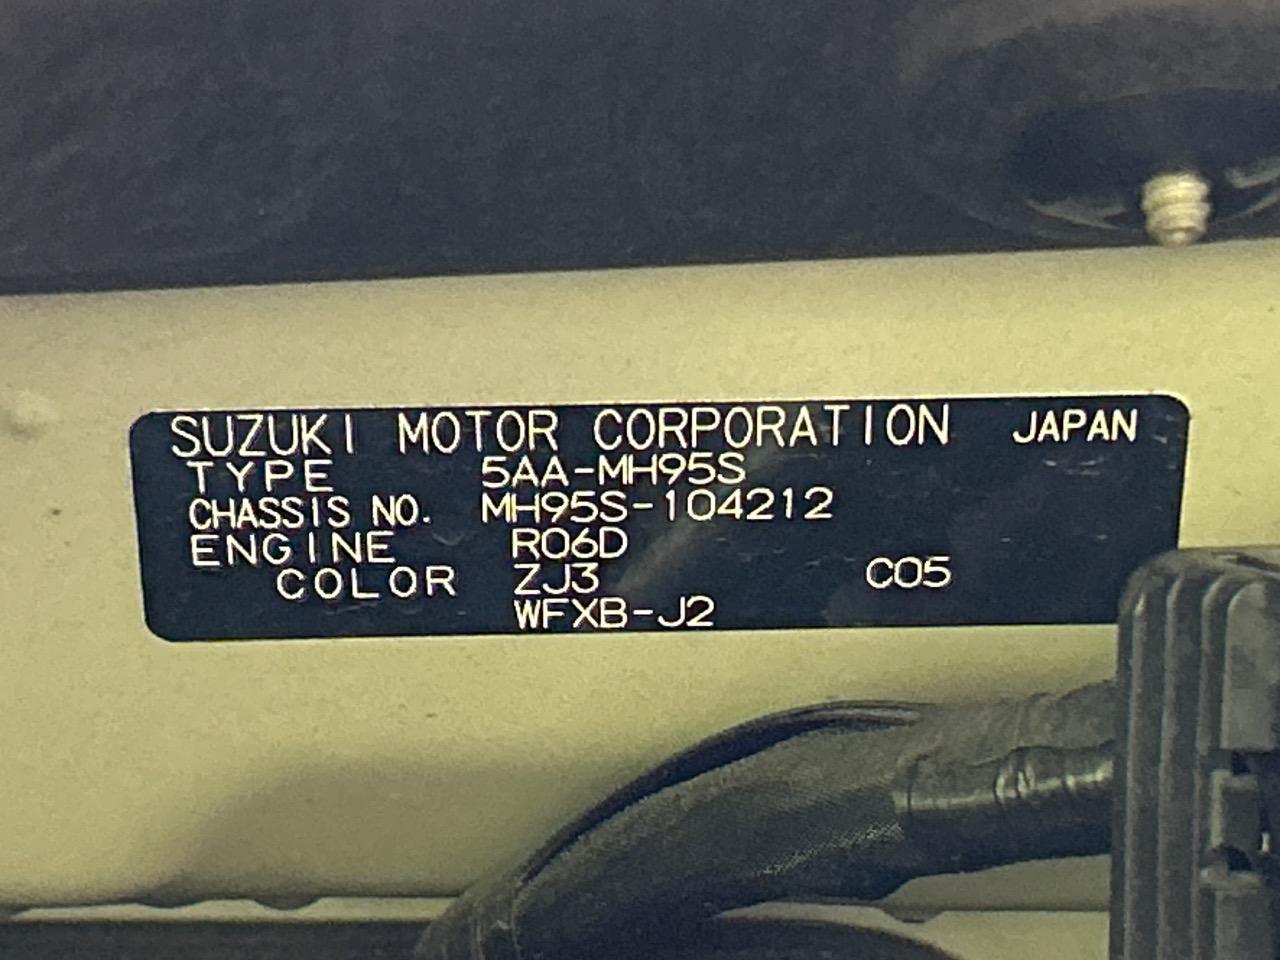 SUZUKI MOTOR CORPORATION JAPAN
TYPE 5AA-MH95S
CHASSIS NO. MH95S-104212
ENGINE R06D
COLOR ZJ3 C05
WFXB-J2